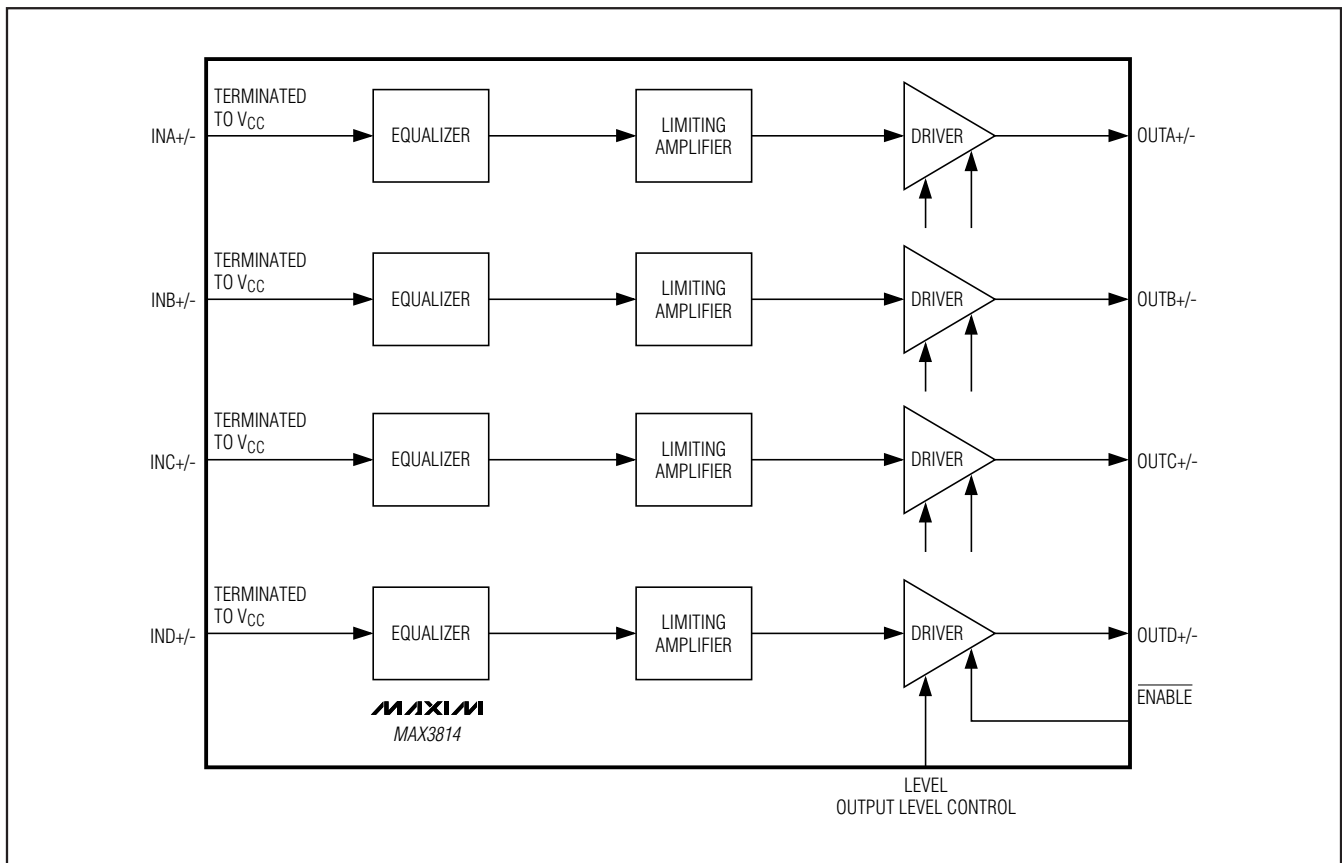 TERMINATED
TO VCC
INA+/-
EQUALIZER
LIMITING
AMPLIFIER
DRIVER
OUTA+/-
TERMINATED
TO VCC
INB+/-
EQUALIZER
LIMITING
AMPLIFIER
DRIVER
OUTB+/-
TERMINATED
TO VCC
INC+/-
EQUALIZER
LIMITING
AMPLIFIER
DRIVER
OUTC+/-
TERMINATED
TO VCC
IND+/-
EQUALIZER
LIMITING
AMPLIFIER
DRIVER
OUTD+/-
ENABLE
MAXIM
MAX3814
LEVEL
OUTPUT LEVEL CONTROL